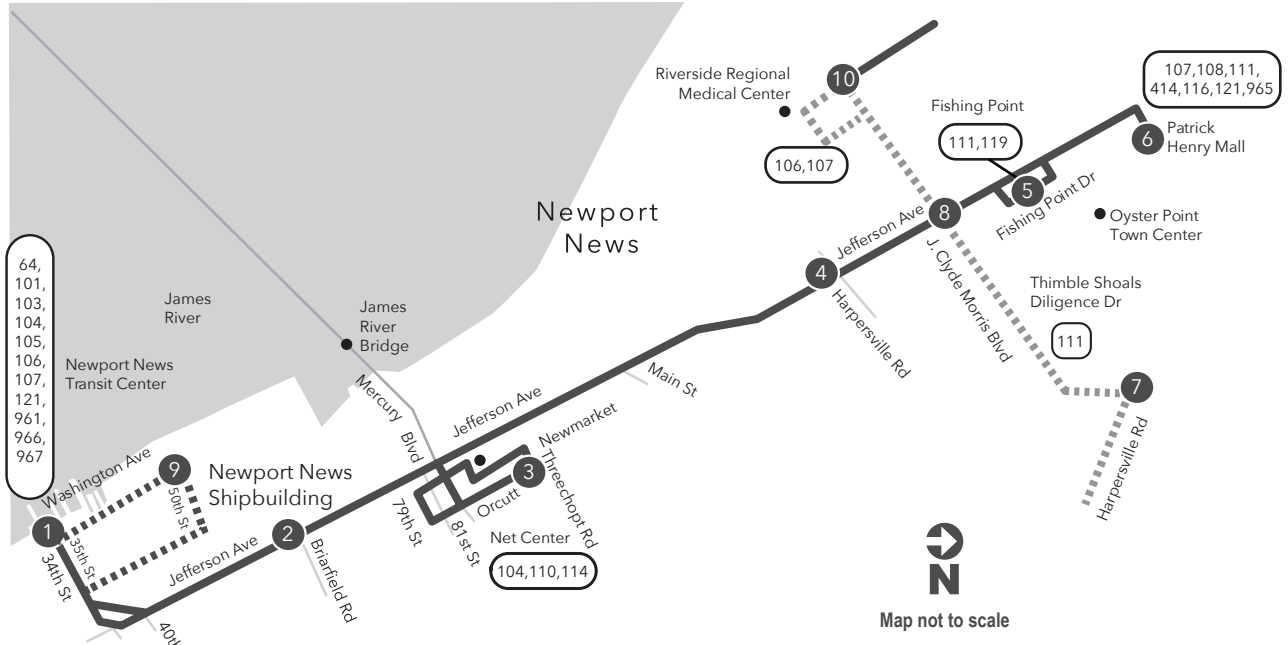 Riverside Regional
Medical Center
10
106,107
Fishing Point
111,119
107,108,111,
414,116,121,965
6
Patrick
Henry Mall
5
Fishing Point Dr
Oyster Point
Town Center
8
Jefferson Ave
J. Clyde Morris Blvd
Newport
News
4
Harpersville Rd
Thimble Shoals
Diligence Dr
111
7
Harpersville Rd
64,
101,
103,
104,
105,
106,
107,
121,
961,
966,
967
James
River
Newport News
Transit Center
James
River
Bridge
Mercury Blvd
Jefferson Ave
Main St
Newmarket
Threechopt Rd
3
Orcutt
79th St
81st St
Net Center
104,110,114
Washington Ave
9
50th St
Newport News
Shipbuilding
1
35th St
34th St
Jefferson Ave
2
Briarfield Rd
40th
N
Map not to scale